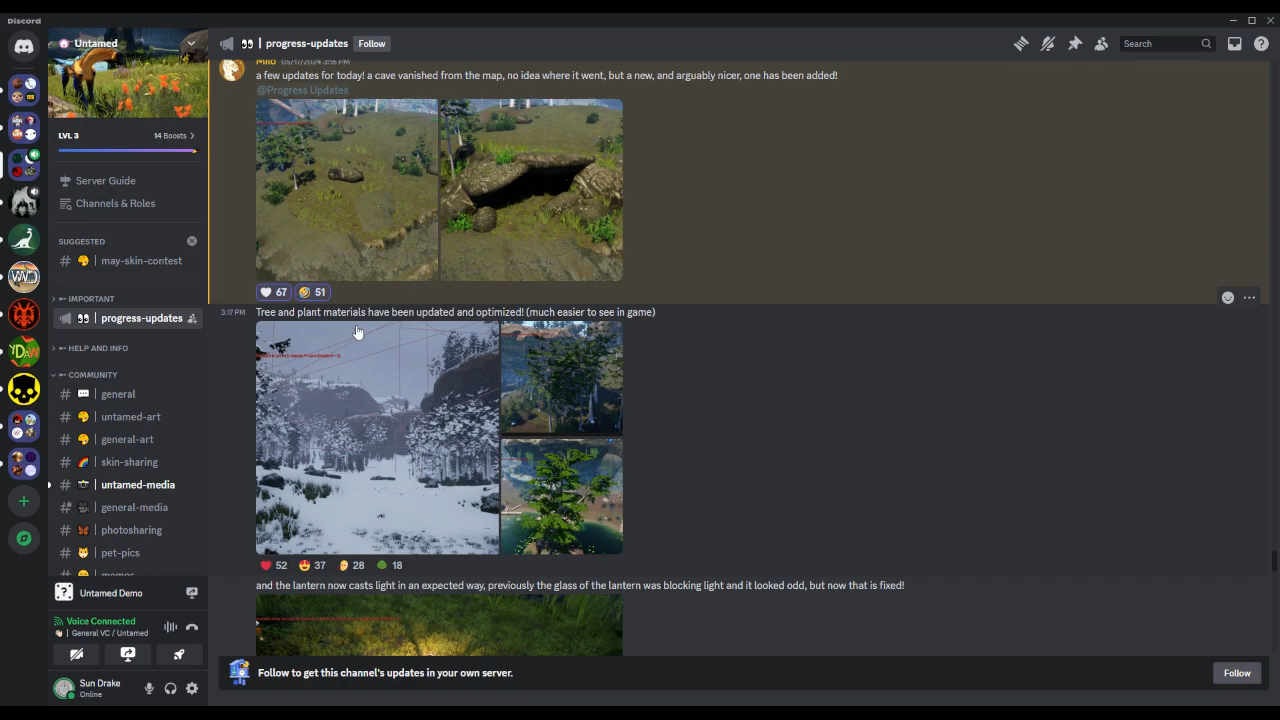 Discord
Untamed
progress-updates
Follow
Search
LVL 3
14 Boosts
Server Guide
Channels & Roles
SUGGESTED
# | may-skin-contest
IMPORTANT
| progress-updates
HELP AND INFO
COMMUNITY
# | general
# | untamed-art
# | general-art
# | skin-sharing
# | untamed-media
# | general-media
# | photosharing
# | pet-pics
Untamed Demo
Voice Connected
| General VC / Untamed
Sun Drake
Online
Milo 05/17/2024 3:16 PM
a few updates for today! a cave vanished from the map, no idea where it went, but a new, and arguably nicer, one has been added!
@Progress Updates
67 51
3:17 PM Tree and plant materials have been updated and optimized! (much easier to see in game)
52 37 28 18
and the lantern now casts light in an expected way, previously the glass of the lantern was blocking light and it looked odd, but now that is fixed!
Follow to get this channel's updates in your own server.
Follow